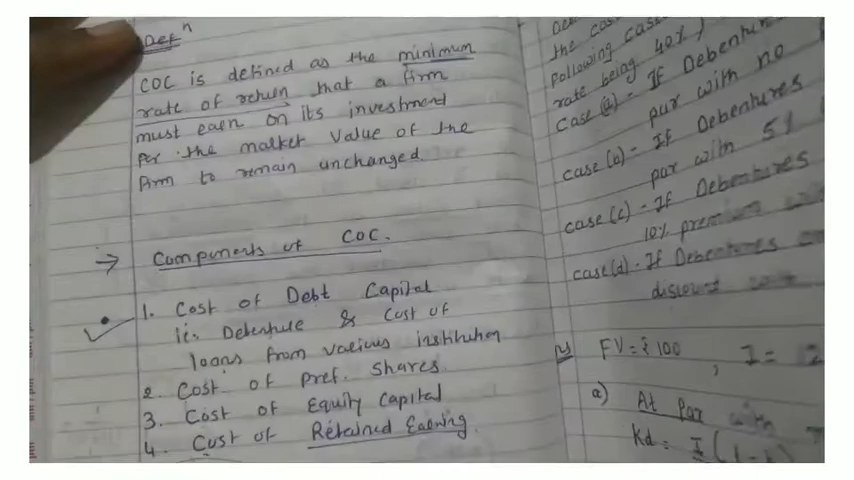 Defn
COC is defined as the minimum
rate of return that a firm
must earn on its investment
for the market value of the
firm to remain unchanged
→ Components of COC.
1. Cost of Debt Capital
i.e. Debenture & Cost of
loans from various institution
2. Cost of Pref. Shares.
3. Cost of Equity Capital
4. Cost of Retained Earning.
the cas
Following case
rate being 40%)
Case (a) - If Debentur
par with no
case (b) - If Debentures
par with 5%
case (c) - If Debentures
10% premium
case (d) - If Debentures
discount
FV = ₹ 100 , I =
a) At Par with
Kd = I (1-t)